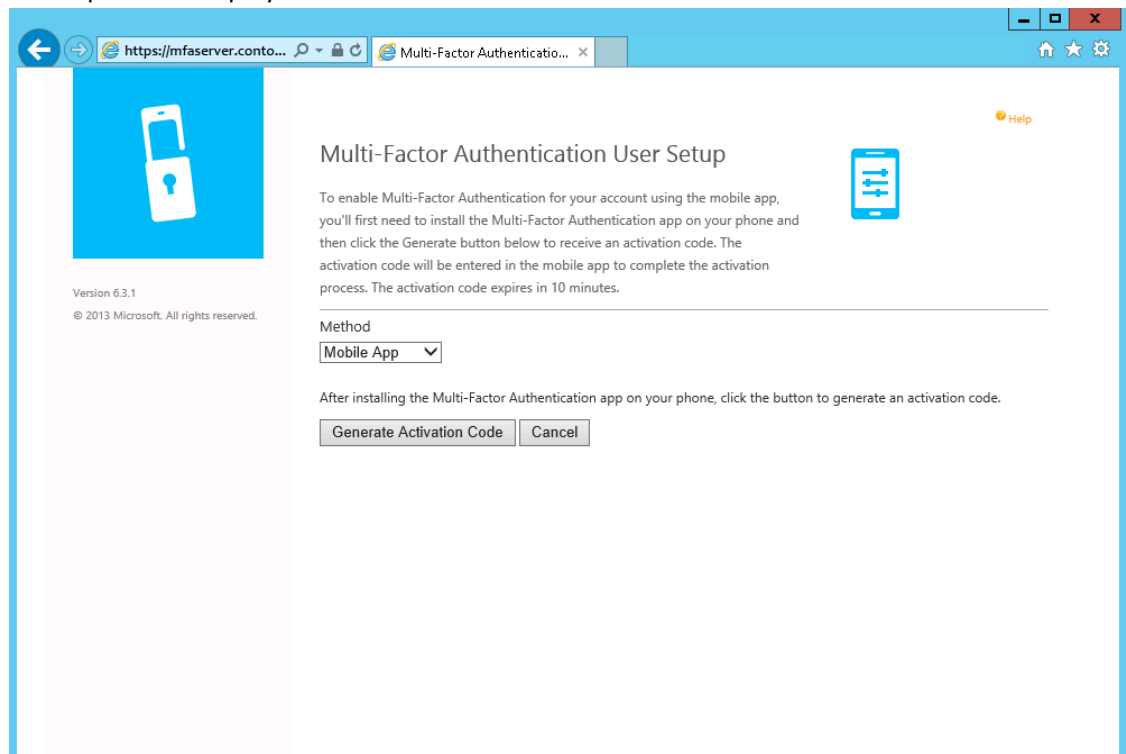 https://mfaserver.conto...
Multi-Factor Authenticatio...
Help
Multi-Factor Authentication User Setup
To enable Multi-Factor Authentication for your account using the mobile app,
you'll first need to install the Multi-Factor Authentication app on your phone and
then click the Generate button below to receive an activation code. The
activation code will be entered in the mobile app to complete the activation
process. The activation code expires in 10 minutes.
Version 6.3.1
© 2013 Microsoft. All rights reserved.
Method
Mobile App
After installing the Multi-Factor Authentication app on your phone, click the button to generate an activation code.
Generate Activation Code Cancel